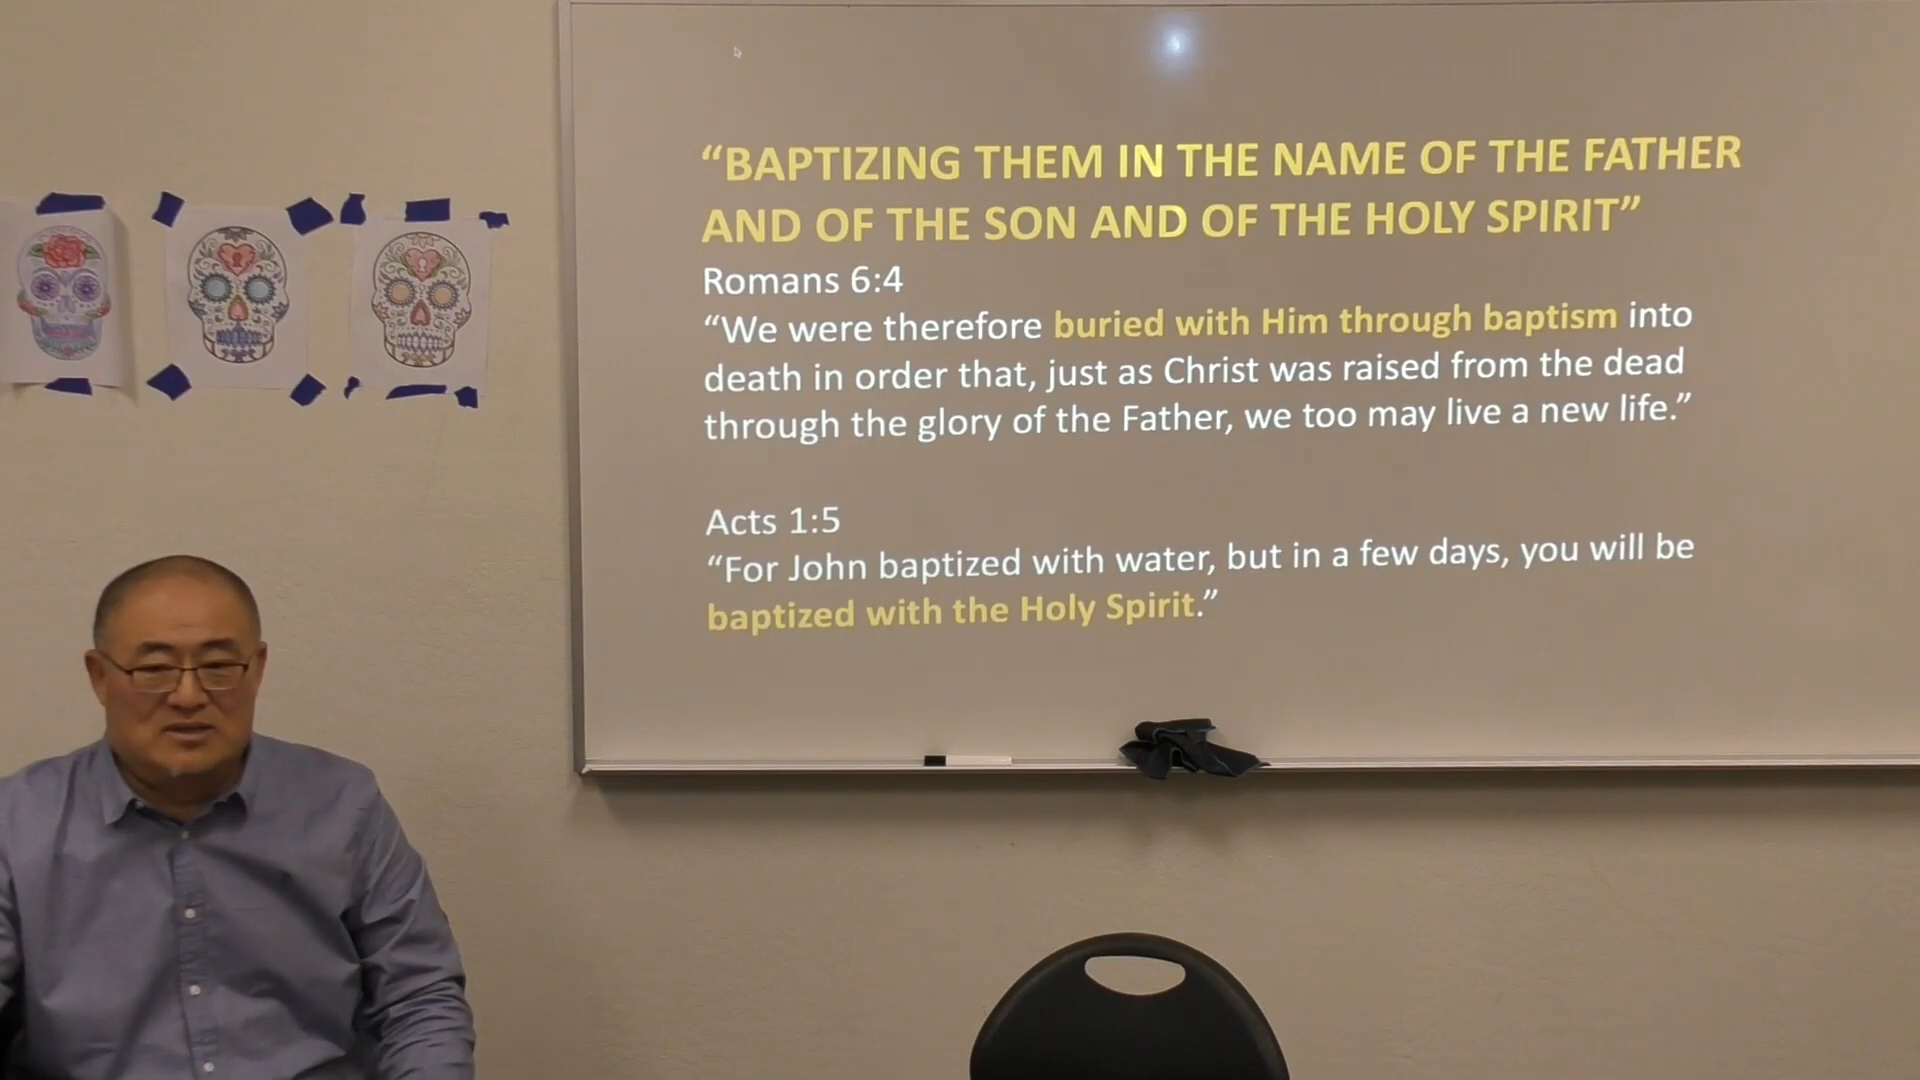 “BAPTIZING THEM IN THE NAME OF THE FATHER
AND OF THE SON AND OF THE HOLY SPIRIT”
Romans 6:4
“We were therefore buried with Him through baptism into
death in order that, just as Christ was raised from the dead
through the glory of the Father, we too may live a new life.”
Acts 1:5
“For John baptized with water, but in a few days, you will be
baptized with the Holy Spirit.”